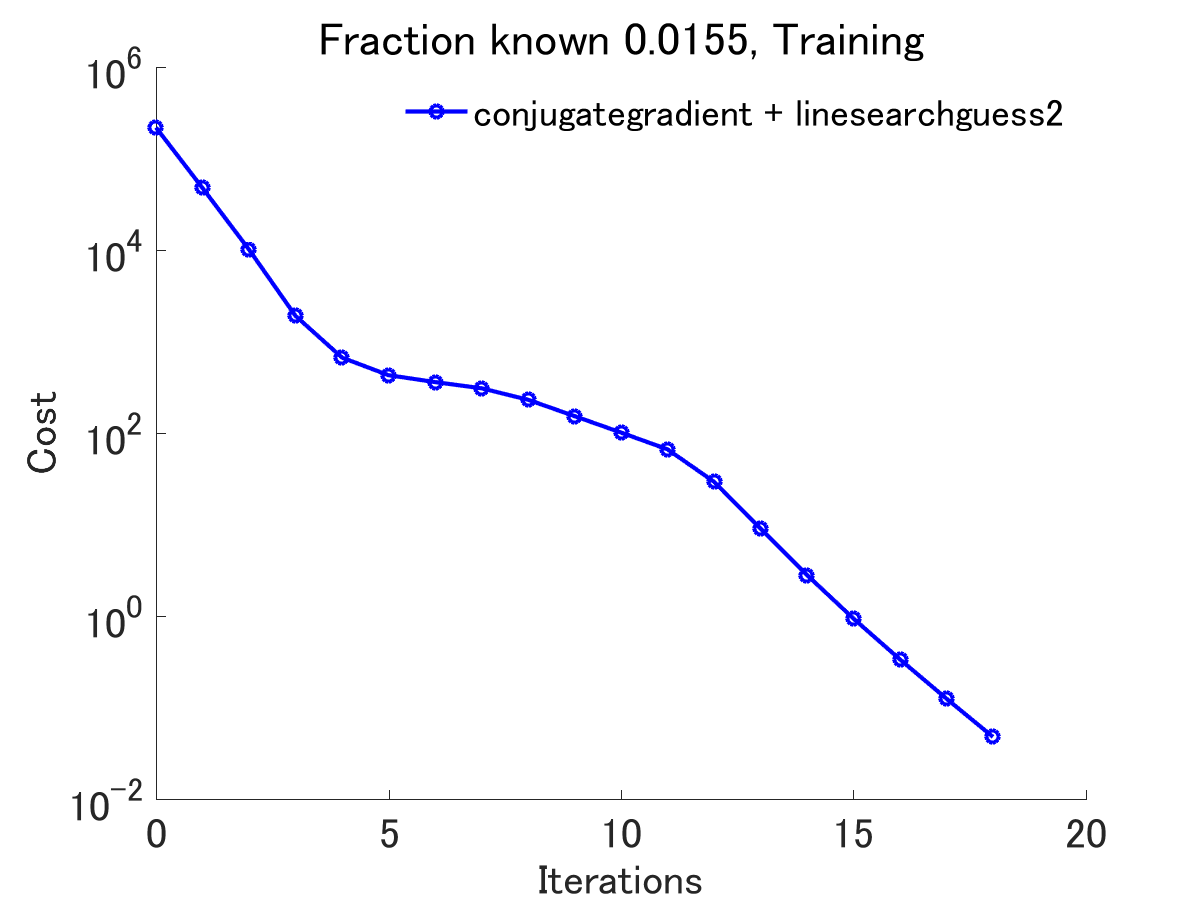 Fraction known 0.0155, Training
conjugategradient + linesearchguess2
10^6
10^4
10^2
10^0
10^-2
Cost
0 5 10 15 20
Iterations